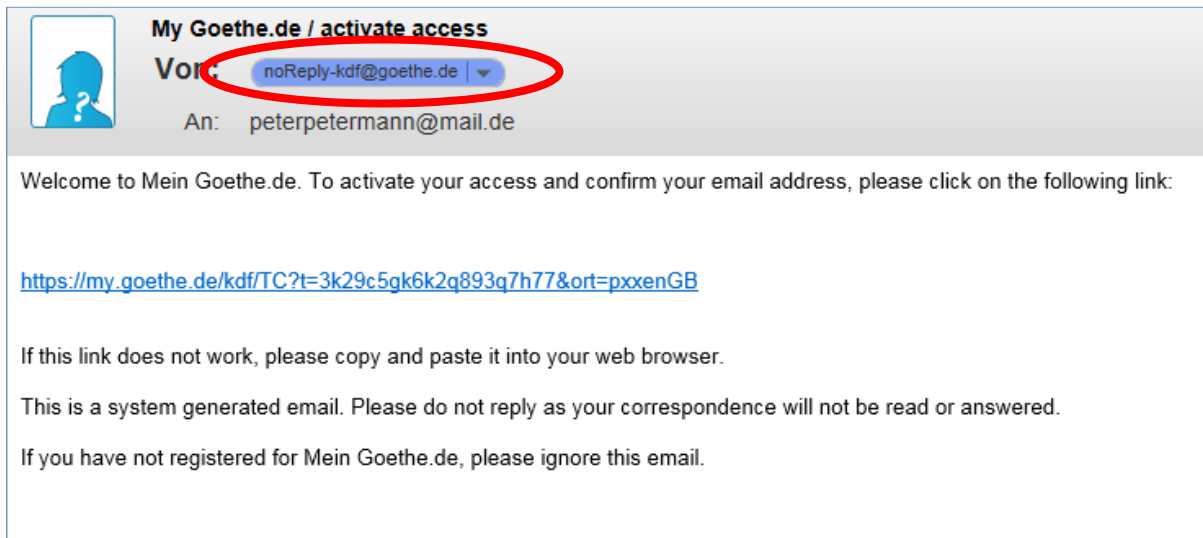 My Goethe.de / activate access
Von: noReply-kdf@goethe.de
An: peterpetermann@mail.de
Welcome to Mein Goethe.de. To activate your access and confirm your email address, please click on the following link:
https://my.goethe.de/kdf/TC?t=3k29c5gk6k2q893q7h77&ort=pxxenGB
If this link does not work, please copy and paste it into your web browser.
This is a system generated email. Please do not reply as your correspondence will not be read or answered.
If you have not registered for Mein Goethe.de, please ignore this email.